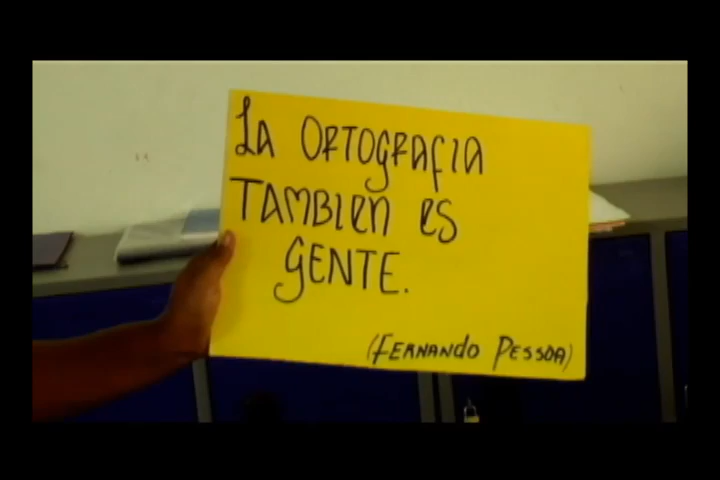 La ORTOGRAFIA
TAMBIEN es
GENTE.
(FERNANDO PESSOA)